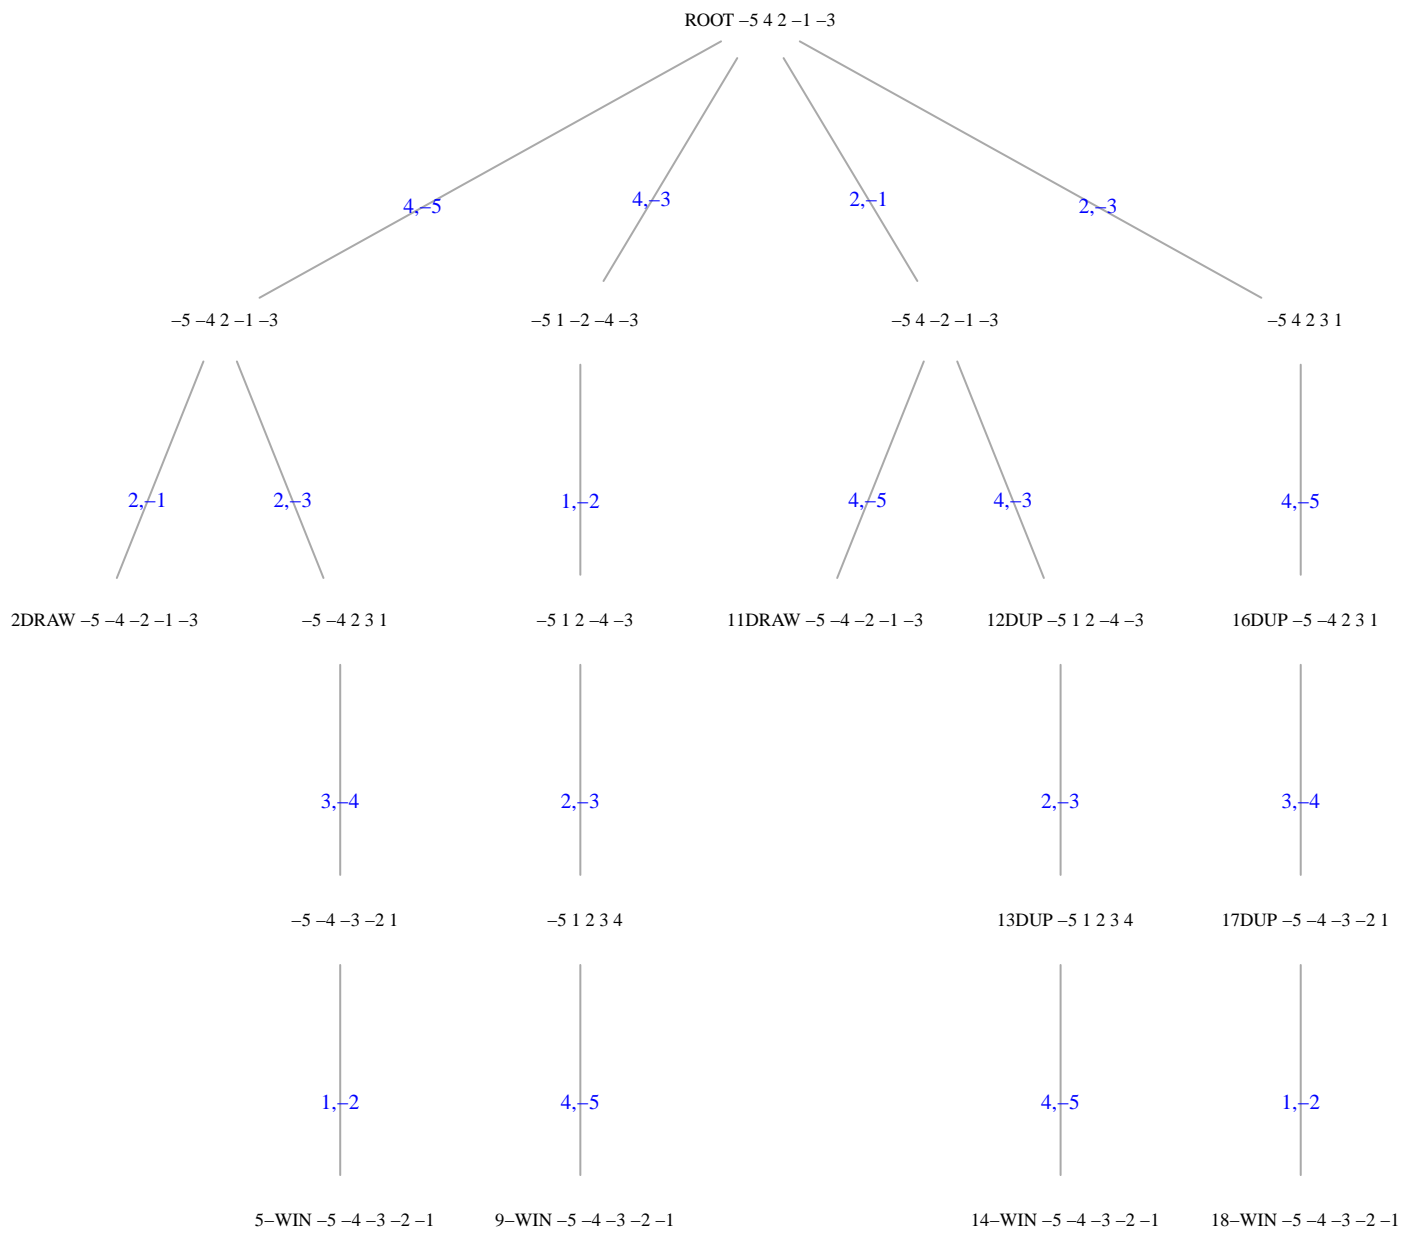 ROOT –5 4 2 –1 –3
4,–5
4,–3
2,–1
2,–3
–5 –4 2 –1 –3
–5 1 –2 –4 –3
–5 4 –2 –1 –3
–5 4 2 3 1
2,–1
2,–3
1,–2
4,–5
4,–3
4,–5
2DRAW –5 –4 –2 –1 –3
–5 –4 2 3 1
–5 1 2 –4 –3
11DRAW –5 –4 –2 –1 –3
12DUP –5 1 2 –4 –3
16DUP –5 –4 2 3 1
3,–4
2,–3
2,–3
3,–4
–5 –4 –3 –2 1
–5 1 2 3 4
13DUP –5 1 2 3 4
17DUP –5 –4 –3 –2 1
1,–2
4,–5
4,–5
1,–2
5–WIN –5 –4 –3 –2 –1
9–WIN –5 –4 –3 –2 –1
14–WIN –5 –4 –3 –2 –1
18–WIN –5 –4 –3 –2 –1